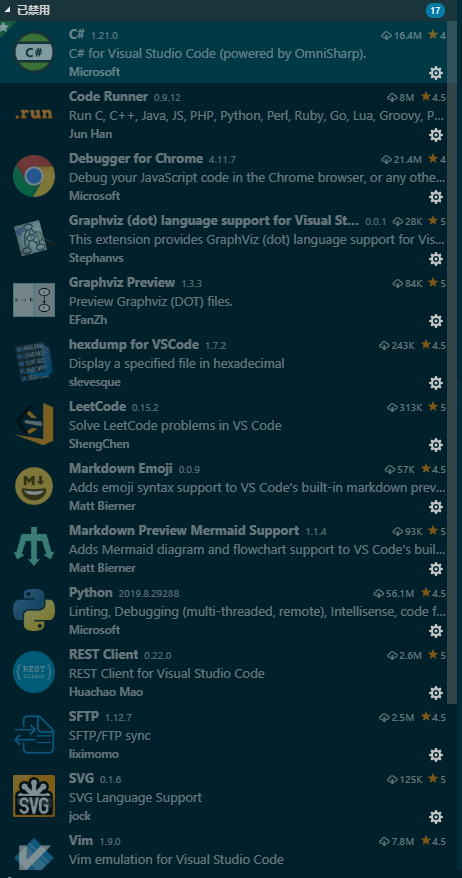 已禁用 17
C# 1.21.0 16.4M 4
C# for Visual Studio Code (powered by OmniSharp).
Microsoft
.run
Code Runner 0.9.12 8M 4.5
Run C, C++, Java, JS, PHP, Python, Perl, Ruby, Go, Lua, Groovy, P...
Jun Han
Debugger for Chrome 4.11.7 21.4M 4
Debug your JavaScript code in the Chrome browser, or any othe...
Microsoft
Graphviz (dot) language support for Visual St... 0.0.1 28K 5
This extension provides GraphViz (dot) language support for Vis...
Stephanvs
Graphviz Preview 1.3.3 84K 5
Preview Graphviz (DOT) files.
EFanZh
hexdump for VSCode 1.7.2 243K 4.5
Display a specified file in hexadecimal
slevesque
LeetCode 0.15.2 313K 5
Solve LeetCode problems in VS Code
ShengChen
M
Markdown Emoji 0.0.9 57K 4.5
Adds emoji syntax support to VS Code's built-in markdown prev...
Matt Bierner
Markdown Preview Mermaid Support 1.1.4 93K 5
Adds Mermaid diagram and flowchart support to VS Code's buil...
Matt Bierner
Python 2019.8.29288 56.1M 4.5
Linting, Debugging (multi-threaded, remote), Intellisense, code f...
Microsoft
{REST}
Client
REST Client 0.22.0 2.6M 5
REST Client for Visual Studio Code
Huachao Mao
SFTP 1.12.7 2.5M 4.5
SFTP/FTP sync
liximomo
SVG
SVG 0.1.6 125K 5
SVG Language Support
jock
Vim 1.9.0 7.8M 4.5
Vim emulation for Visual Studio Code